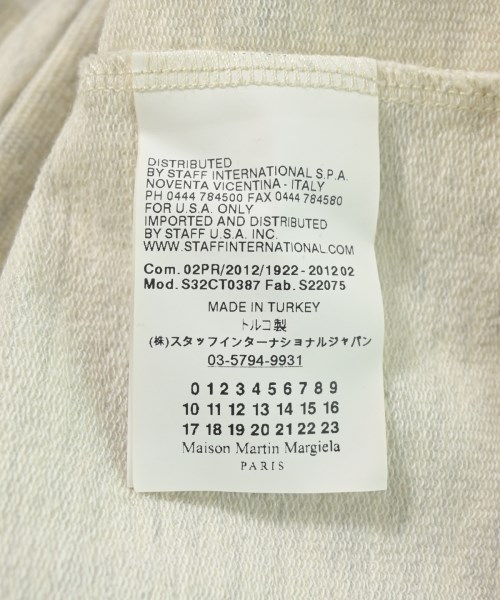 DISTRIBUTED
BY STAFF INTERNATIONAL S.P.A.
NOVENTA VICENTINA - ITALY
PH 0444 784500 FAX 0444 784580
FOR U.S.A. ONLY
IMPORTED AND DISTRIBUTED
BY STAFF U.S.A. INC.
WWW.STAFFINTERNATIONAL.COM
Com. 02PR/2012/1922 - 2012 02
Mod. S32CT0387 Fab. S22075
MADE IN TURKEY
トルコ製
(株)スタッフインターナショナルジャパン
03-5794-9931
0 1 2 3 4 5 6 7 8 9
10 11 12 13 14 15 16
17 18 19 20 21 22 23
Maison Martin Margiela
PARIS